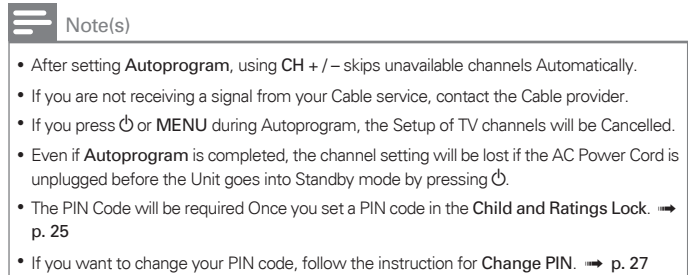 Note(s)
• After setting Autoprogram, using CH + / – skips unavailable channels Automatically.
• If you are not receiving a signal from your Cable service, contact the Cable provider.
• If you press ⏻ or MENU during Autoprogram, the Setup of TV channels will be Cancelled.
• Even if Autoprogram is completed, the channel setting will be lost if the AC Power Cord is
unplugged before the Unit goes into Standby mode by pressing ⏻.
• The PIN Code will be required Once you set a PIN code in the Child and Ratings Lock. ➟
p. 25
• If you want to change your PIN code, follow the instruction for Change PIN. ➟ p. 27